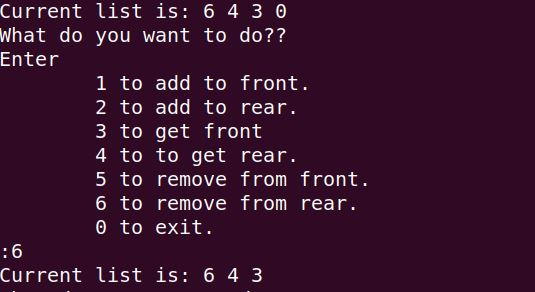 Current list is: 6 4 3 0
What do you want to do??
Enter
1 to add to front.
2 to add to rear.
3 to get front
4 to to get rear.
5 to remove from front.
6 to remove from rear.
0 to exit.
:6
Current list is: 6 4 3